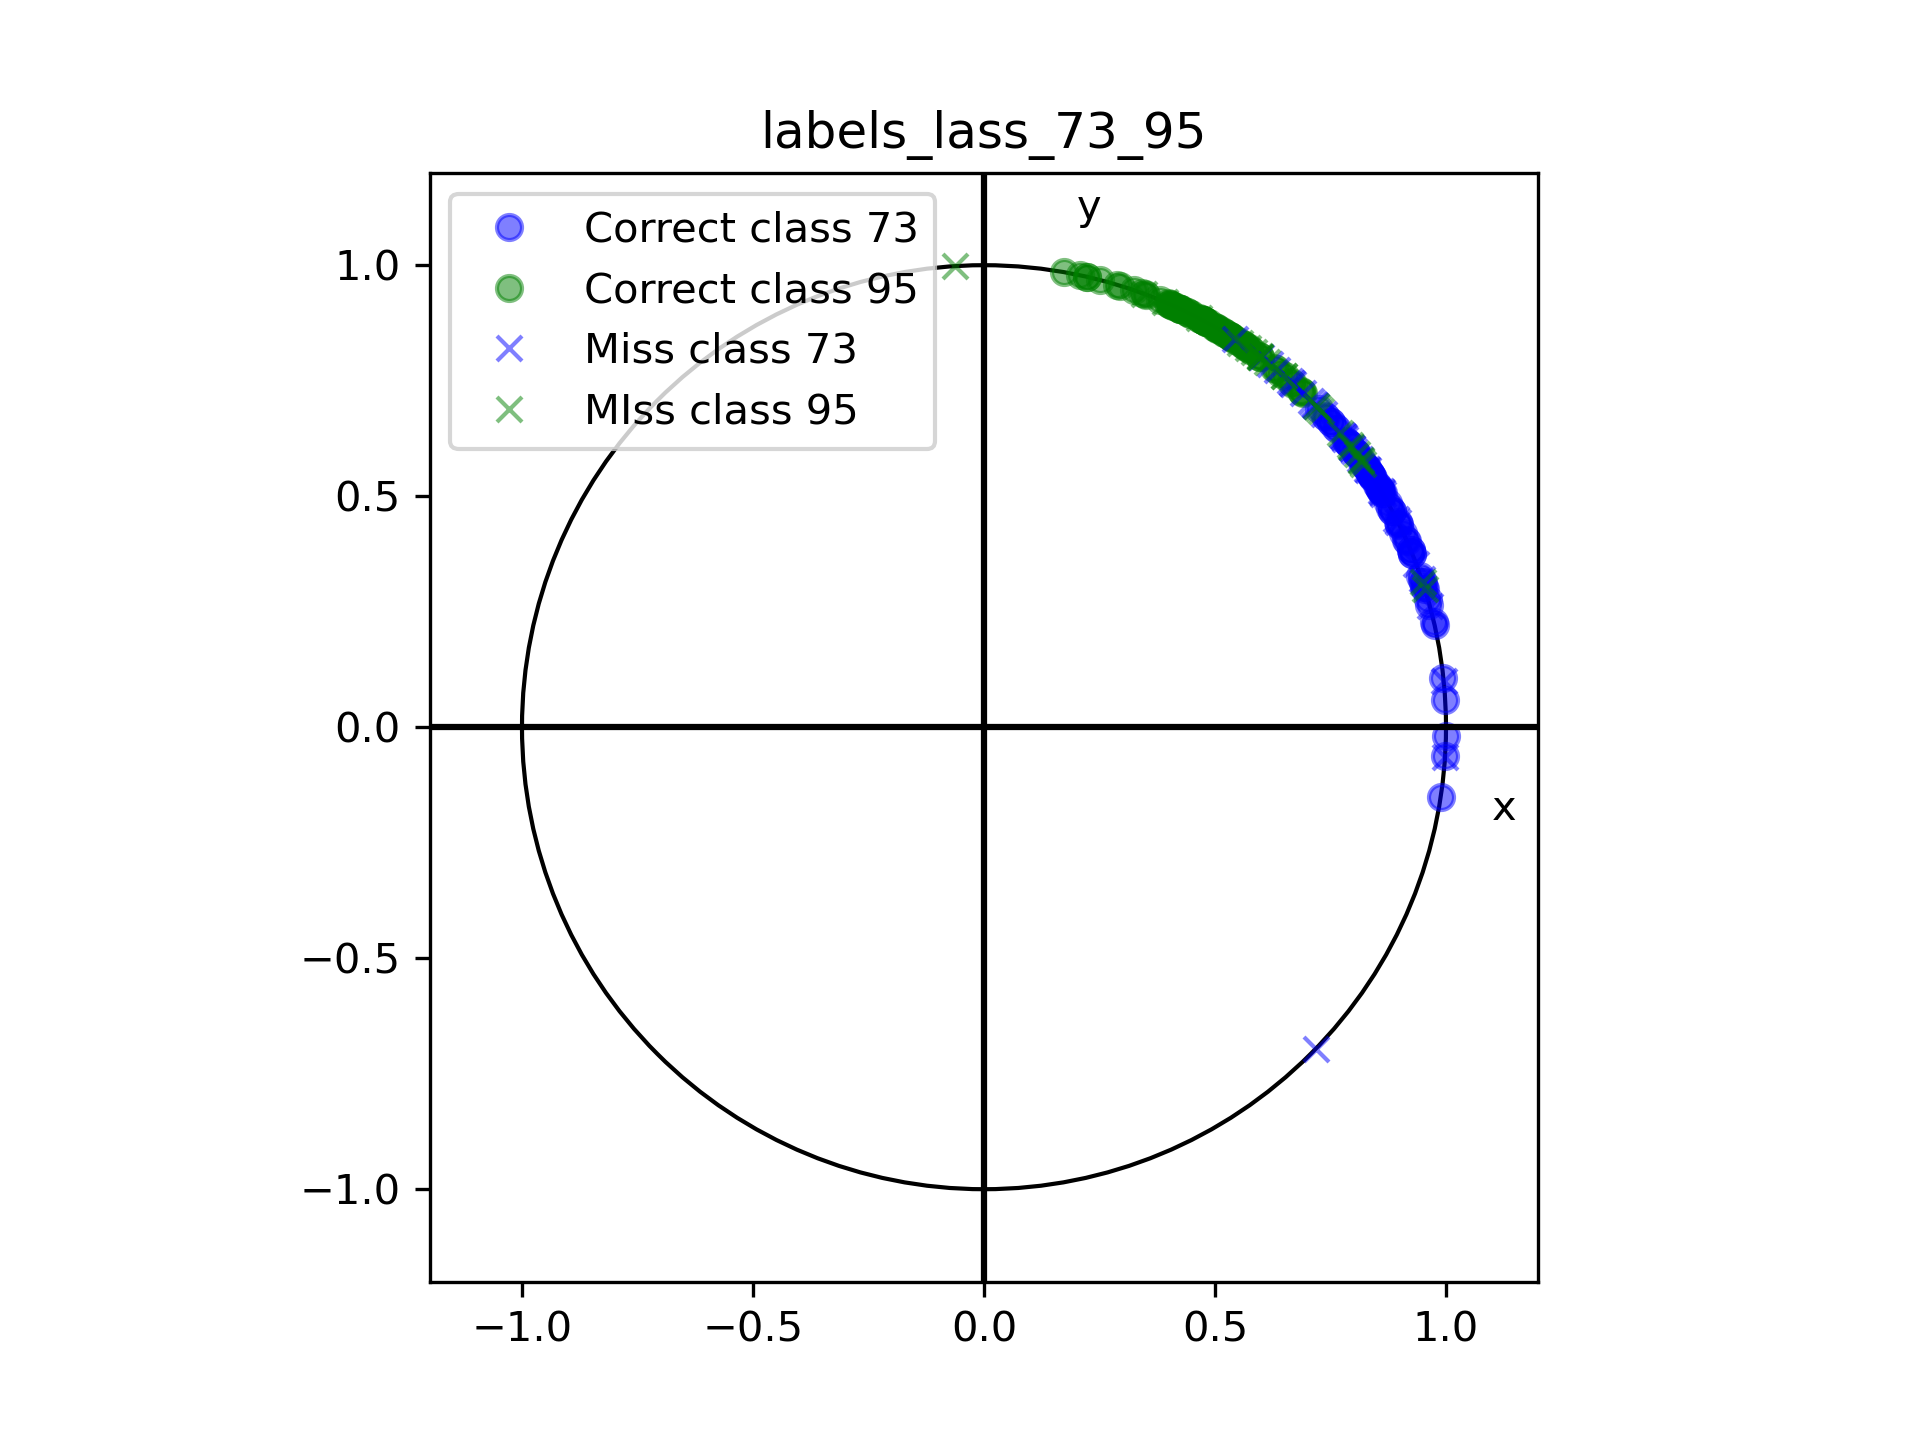 labels_lass_73_95
y
Correct class 73
Correct class 95
Miss class 73
MIss class 95
1.0
0.5
0.0
−0.5
−1.0
x
−1.0 −0.5 0.0 0.5 1.0